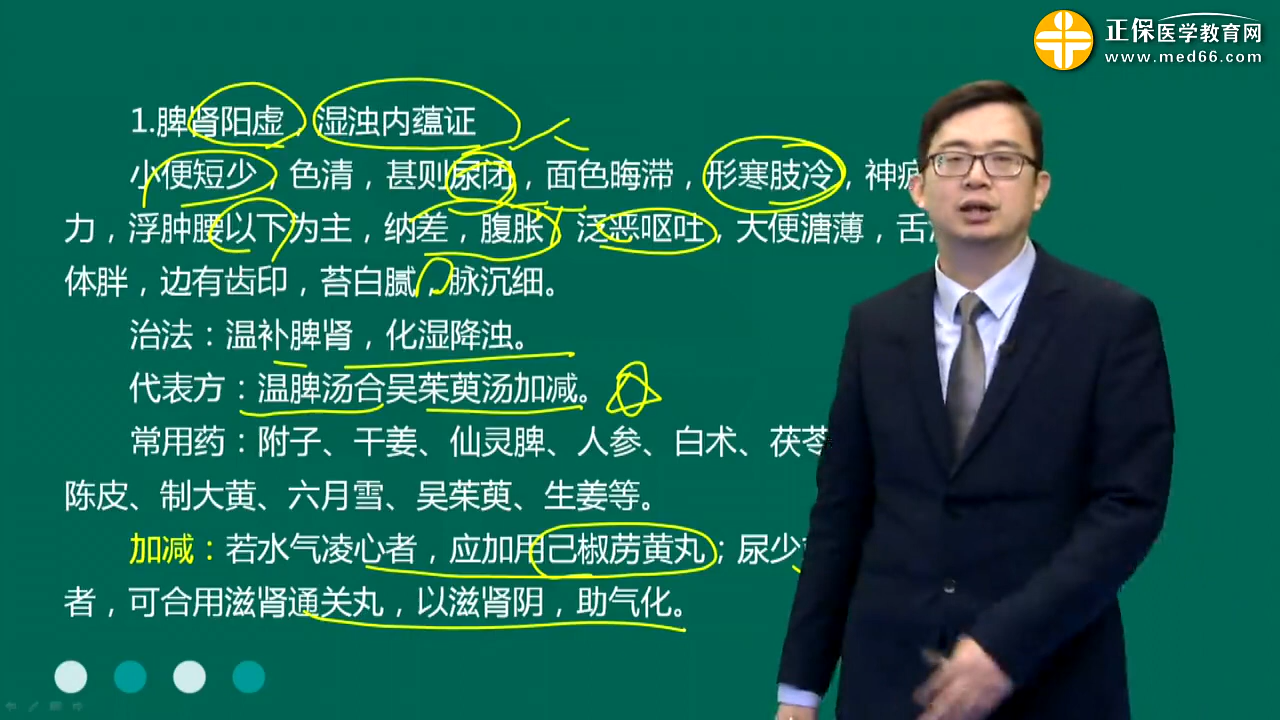 正保医学教育网
www.med66.com
1.脾肾阳虚，湿浊内蕴证
小便短少，色清，甚则尿闭，面色晦滞，形寒肢冷，神疲
力，浮肿腰以下为主，纳差，腹胀，泛恶呕吐，大便溏薄，舌
体胖，边有齿印，苔白腻，脉沉细。
治法：温补脾肾，化湿降浊。
代表方：温脾汤合吴茱萸汤加减。
常用药：附子、干姜、仙灵脾、人参、白术、茯苓
陈皮、制大黄、六月雪、吴茱萸、生姜等。
加减：若水气凌心者，应加用己椒苈黄丸；尿少
者，可合用滋肾通关丸，以滋肾阴，助气化。